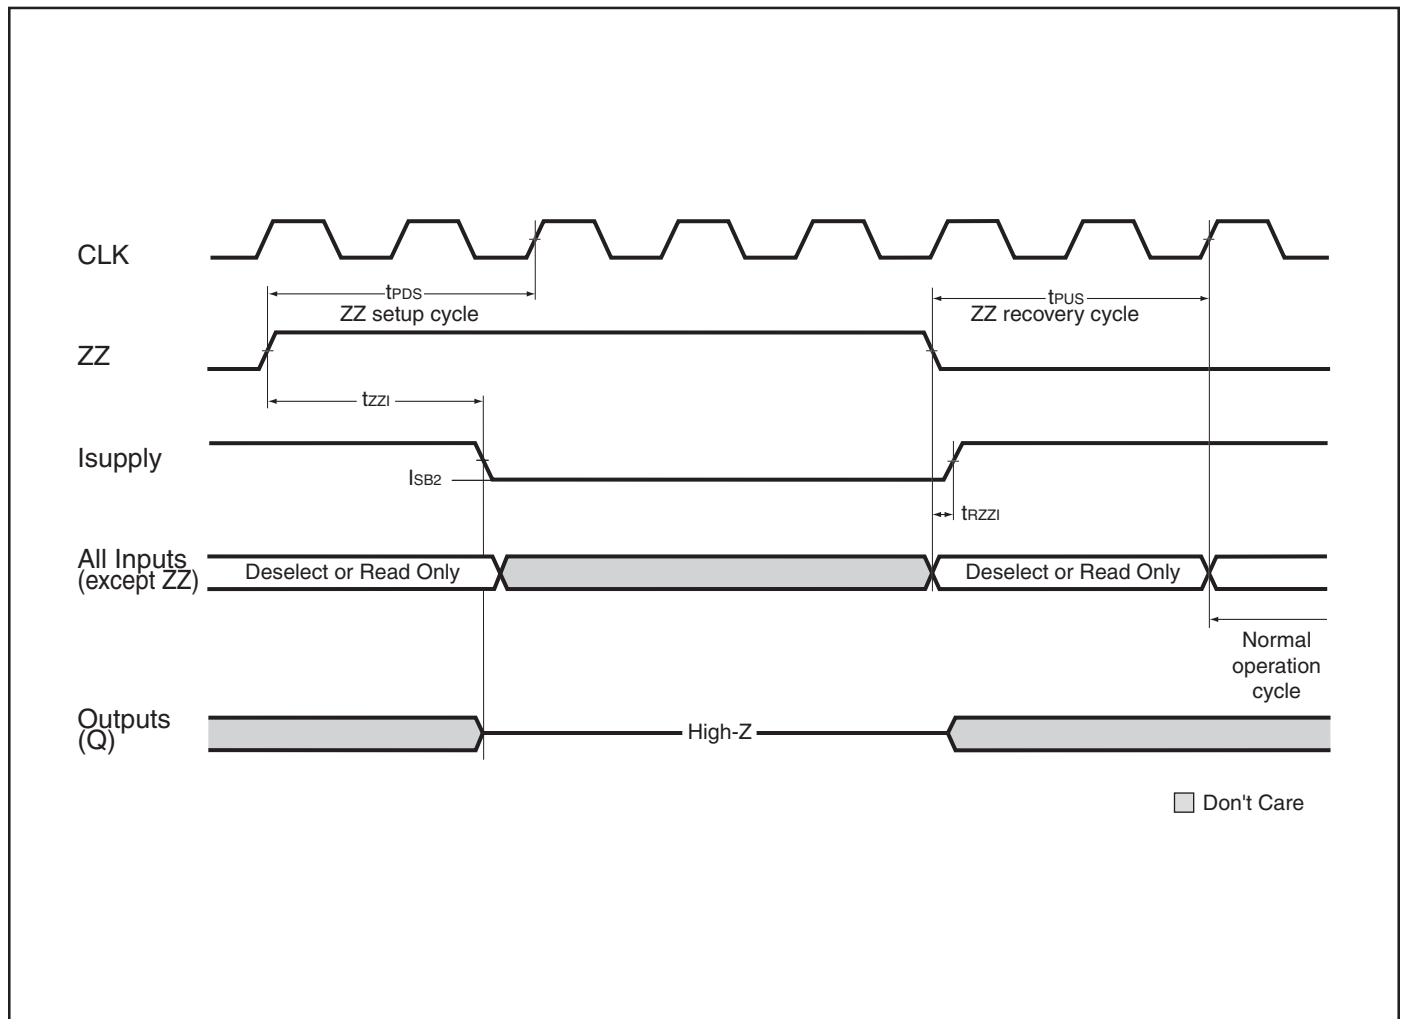 CLK
tPDS
ZZ setup cycle
tPUS
ZZ recovery cycle
ZZ
tZZI
Isupply
ISB2
tRZZI
All Inputs
(except ZZ)
Deselect or Read Only
Deselect or Read Only
Normal
operation
cycle
Outputs
(Q)
High-Z
Don't Care